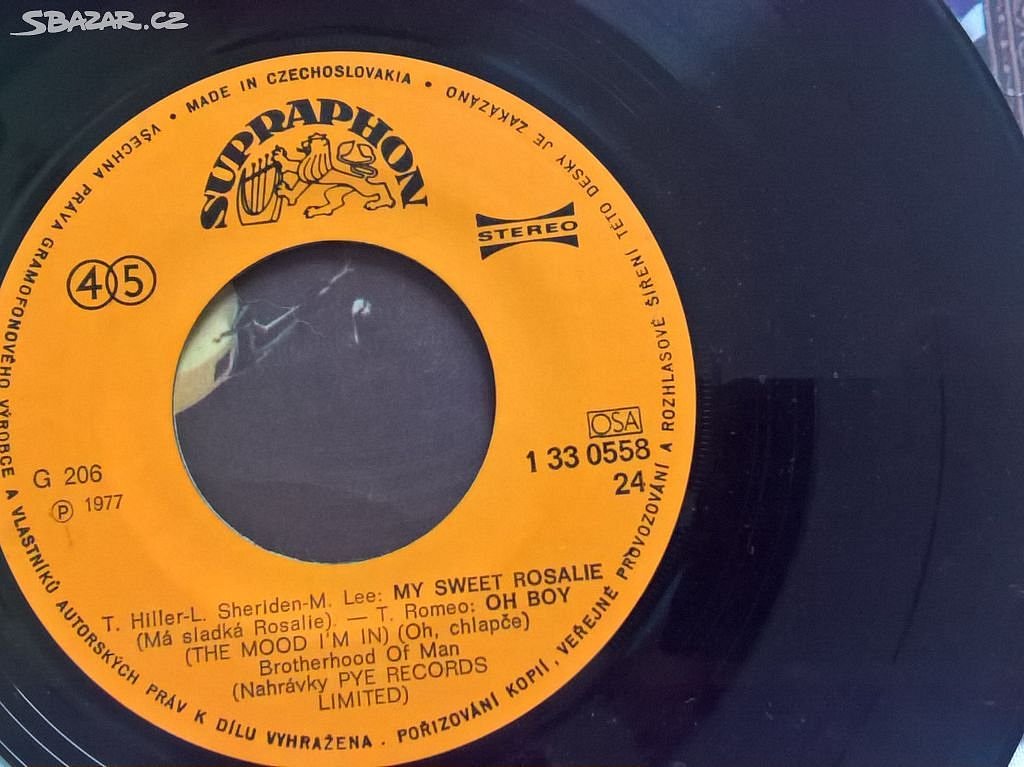 SBAZAR.CZ
VŠECHNA PRÁVA GRAMOFONOVÉHO VÝROBCE A VLASTNÍKŮ AUTORSKÝCH PRÁV K DÍLU VYHRAŽENA. POŘIZOVÁNÍ KOPIÍ, VEŘEJNÉ PROVOZOVÁNÍ A ROZHLASOVÉ ŠÍŘENÍ TÉTO DESKY JE ZAKÁZÁNO • MADE IN CZECHOSLOVAKIA •
SUPRAPHON
STEREO
45
OSA
1 33 0558
24
G 206
℗ 1977
T. Hiller-L. Sheriden-M. Lee: MY SWEET ROSALIE
(Má sladká Rosalie). — T. Romeo: OH BOY
(THE MOOD I'M IN) (Oh, chlapče)
Brotherhood Of Man
(Nahrávky PYE RECORDS
LIMITED)